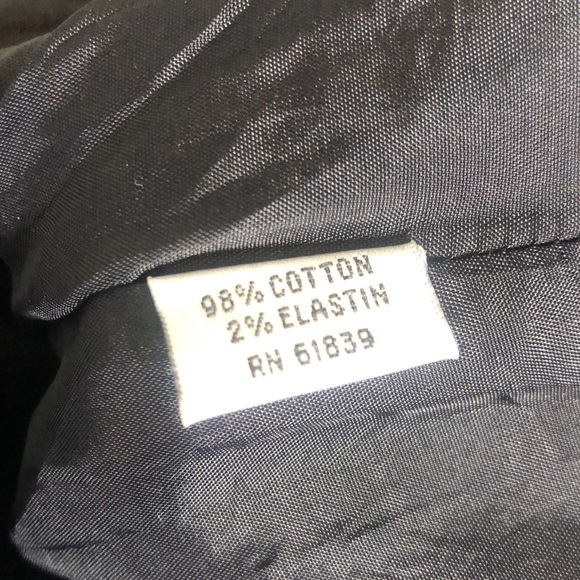 98% COTTON
2% ELASTIN
RN 61839